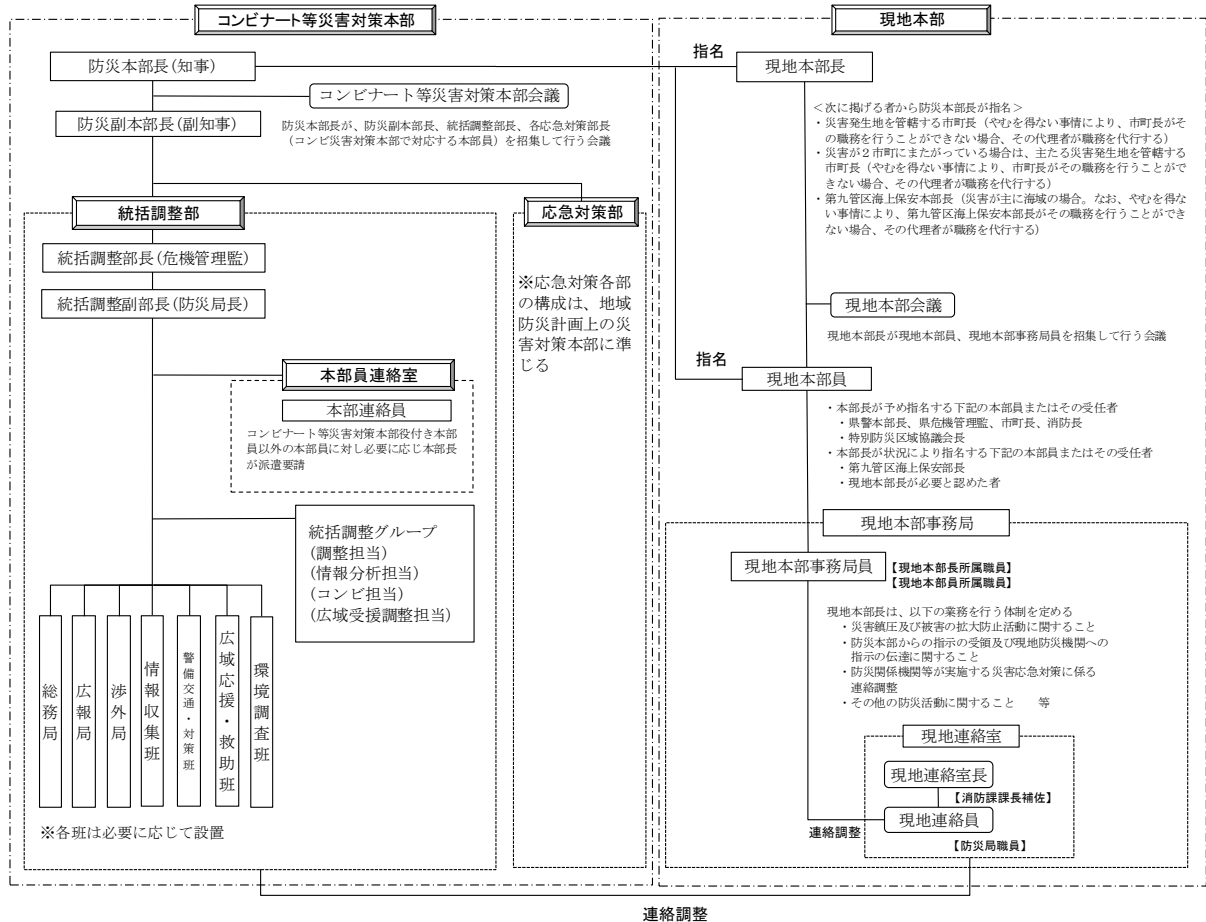 コンビナート等災害対策本部
防災本部長(知事)
コンビナート等災害対策本部会議
防災副本部長(副知事)
防災本部長が、防災副本部長、統括調整部長、各応急対策部長
(コンビ災害対策本部で対応する本部員)を招集して行う会議
統括調整部
統括調整部長(危機管理監)
統括調整副部長(防災局長)
本部員連絡室
本部連絡員
コンビナート等災害対策本部役付き本部
員以外の本部員に対し必要に応じ本部長
が派遣要請
統括調整グループ
(調整担当)
(情報分析担当)
(コンビ担当)
(広域受援調整担当)
総務局
広報局
渉外局
情報収集班
警備交通・対策班
広域応援・救助班
環境調査班
※各班は必要に応じて設置
応急対策部
※応急対策各部
の構成は、地域
防災計画上の災
害対策本部に準
じる
現地本部
指名
現地本部長
<次に掲げる者から防災本部長が指名>
・災害発生地を管轄する市町長(やむを得ない事情により、市町長がそ
の職務を行うことができない場合、その代理者が職務を代行する)
・災害が2市町にまたがっている場合は、主たる災害発生地を管轄する
市町長(やむを得ない事情により、市町長がその職務を行うことがで
きない場合、その代理者が職務を代行する)
・第九管区海上保安本部長(災害が主に海域の場合。なお、やむを得な
い事情により、第九管区海上保安本部長がその職務を行うことができ
ない場合、その代理者が職務を代行する)
現地本部会議
現地本部長が現地本部員、現地本部事務局員を招集して行う会議
指名
現地本部員
・本部長が予め指名する下記の本部員またはその受任者
・県警本部長、県危機管理監、市町長、消防長
・特別防災区域協議会長
・本部長が状況により指名する下記の本部員またはその受任者
・第九管区海上保安部長
・現地本部長が必要と認めた者
現地本部事務局
現地本部事務局員
【現地本部長所属職員】
【現地本部員所属職員】
現地本部長は、以下の業務を行う体制を定める
・災害鎮圧及び被害の拡大防止活動に関すること
・防災本部からの指示の受領及び現地防災機関への
指示の伝達に関すること
・防災関係機関等が実施する災害応急対策に係る
連絡調整
・その他の防災活動に関すること 等
現地連絡室
現地連絡室長
【消防課課長補佐】
現地連絡員
連絡調整
【防災局職員】
連絡調整